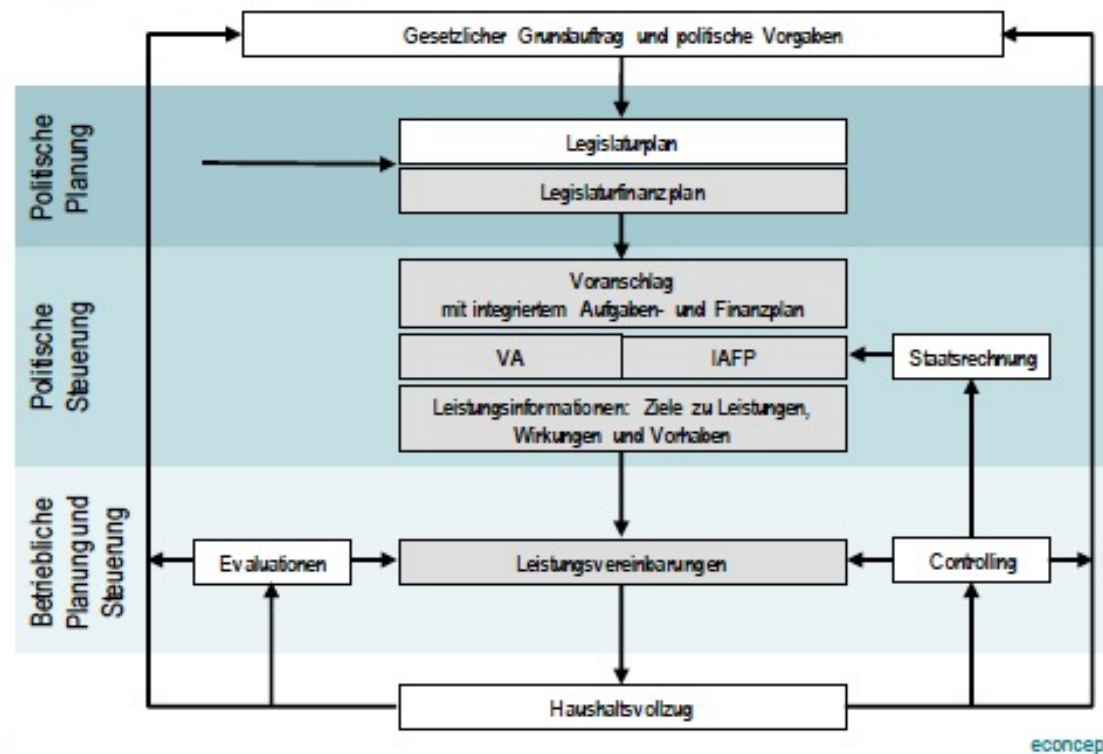 Gesetzlicher Grundauftrag und politische Vorgaben
Politische
Planung
Legislaturplan
Legislaturfinanzplan
Politische
Steuerung
Voranschlag
mit integriertem Aufgaben- und Finanzplan
VA
IAFP
Staatsrechnung
Leistungsinformationen: Ziele zu Leistungen,
Wirkungen und Vorhaben
Betriebliche
Planung und
Steuerung
Evaluationen
Leistungsvereinbarungen
Controlling
Haushaltsvollzug
econcep